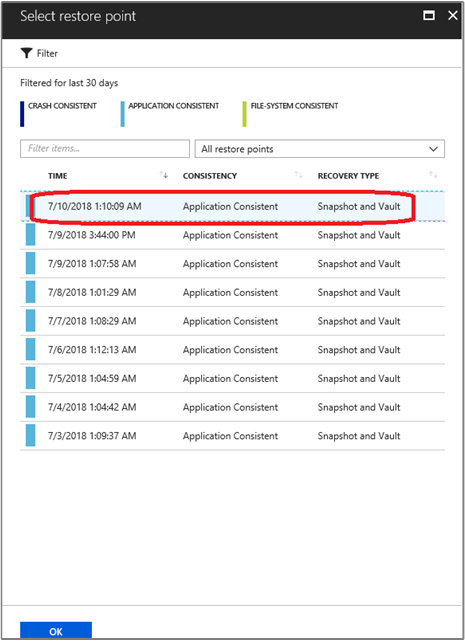 Select restore point
Filter
Filtered for last 30 days
CRASH CONSISTENT APPLICATION CONSISTENT FILE-SYSTEM CONSISTENT
Filter items... All restore points
TIME CONSISTENCY RECOVERY TYPE
7/10/2018 1:10:09 AM Application Consistent Snapshot and Vault
7/9/2018 3:44:00 PM Application Consistent Snapshot and Vault
7/9/2018 1:07:58 AM Application Consistent Snapshot and Vault
7/8/2018 1:01:29 AM Application Consistent Snapshot and Vault
7/7/2018 1:08:29 AM Application Consistent Snapshot and Vault
7/6/2018 1:12:13 AM Application Consistent Snapshot and Vault
7/5/2018 1:04:59 AM Application Consistent Snapshot and Vault
7/4/2018 1:04:42 AM Application Consistent Snapshot and Vault
7/3/2018 1:09:37 AM Application Consistent Snapshot and Vault
OK